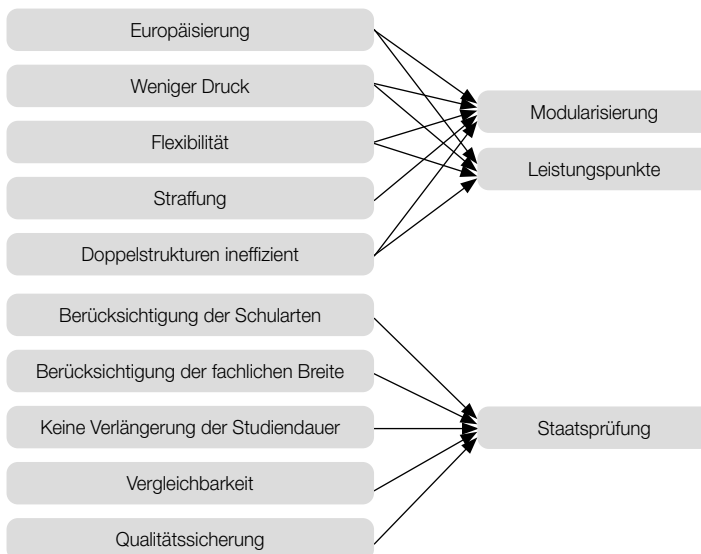 Europäisierung
Weniger Druck
Flexibilität
Straffung
Doppelstrukturen ineffizient
Modularisierung
Leistungspunkte
Berücksichtigung der Schularten
Berücksichtigung der fachlichen Breite
Keine Verlängerung der Studiendauer
Vergleichbarkeit
Qualitätssicherung
Staatsprüfung